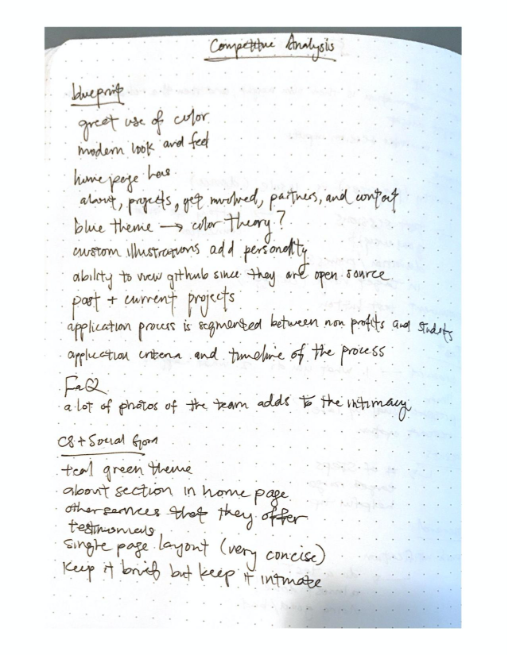 Competitive Analysis
blueprint
great use of color
modern look and feel
home page has
about, projects, get involved, partners, and contact
blue theme → color theory?
custom illustrations add personality
ability to view github since they are open source
past + current projects
application process is segmented between non profits and students
application criteria and timeline of the process
FaQ
a lot of photos of the team adds to the intimacy
CS + Social Good
teal green theme
about section in home page
other services that they offer
testimonials
single page layout (very concise)
keep it brief but keep it intimate